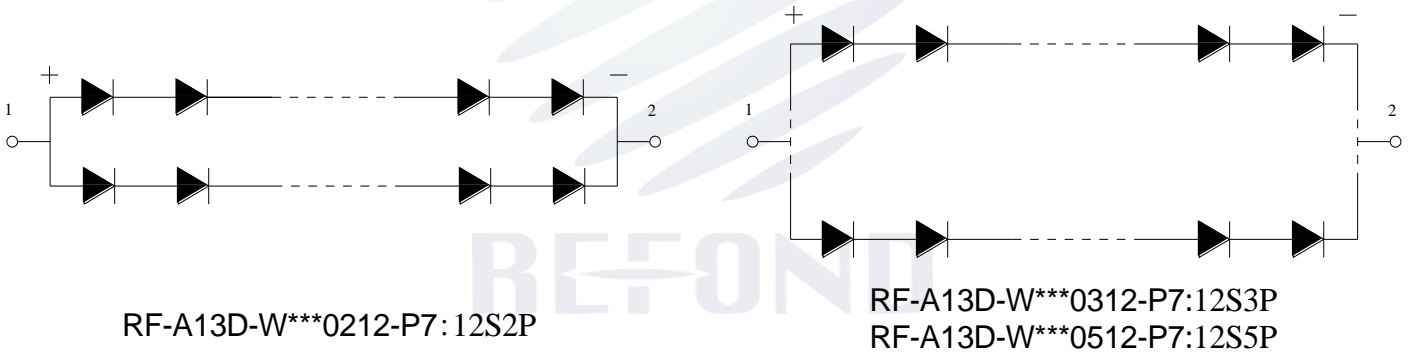 +
−
1
2
RF-A13D-W***0212-P7:12S2P
+
−
1
2
REFOND
RF-A13D-W***0312-P7:12S3P
RF-A13D-W***0512-P7:12S5P